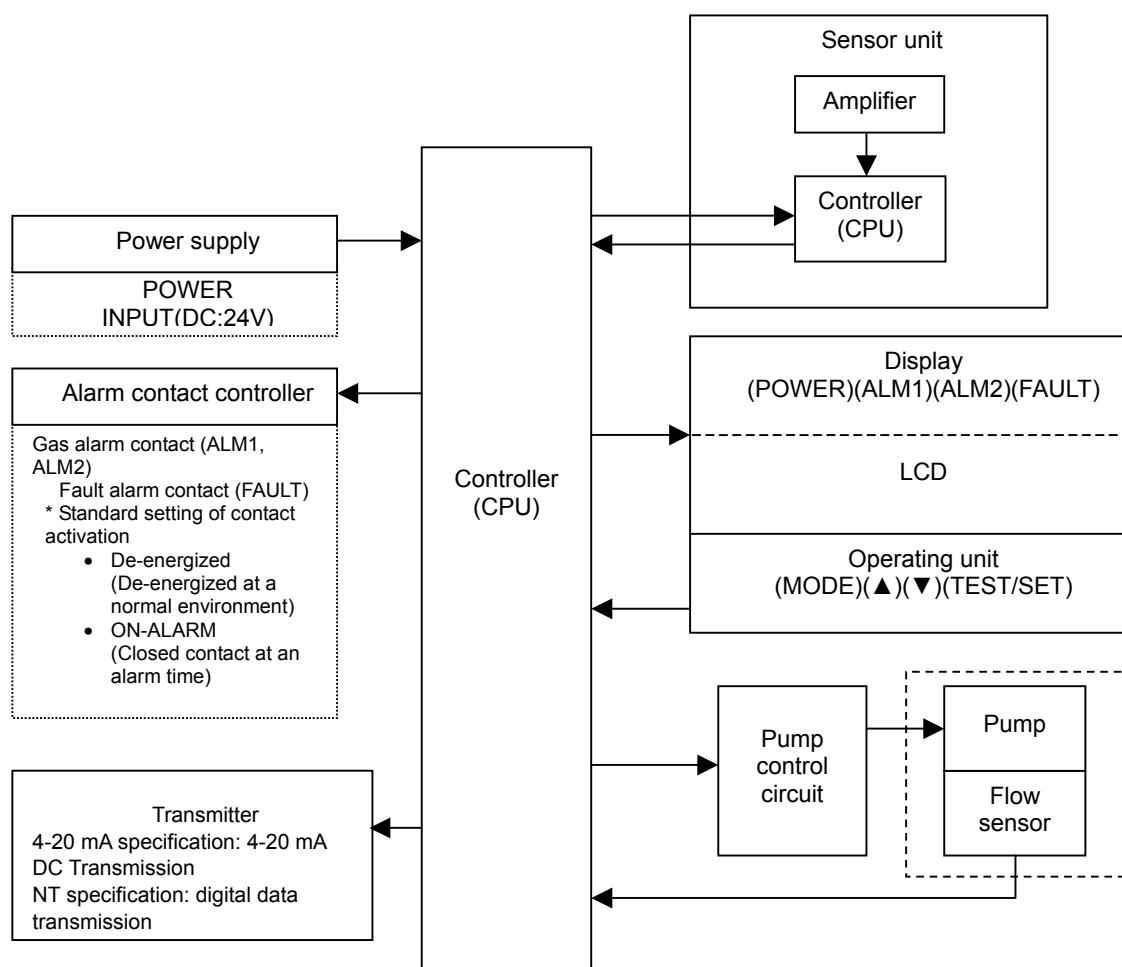 Sensor unit
Amplifier
Controller
(CPU)
Power supply
POWER
INPUT(DC:24V)
Alarm contact controller
Gas alarm contact (ALM1,
ALM2)
Fault alarm contact (FAULT)
* Standard setting of contact
activation
• De-energized
(De-energized at a
normal environment)
• ON-ALARM
(Closed contact at an
alarm time)
Transmitter
4-20 mA specification: 4-20 mA
DC Transmission
NT specification: digital data
transmission
Controller
(CPU)
Display
(POWER)(ALM1)(ALM2)(FAULT)
LCD
Operating unit
(MODE)(▲)(▼)(TEST/SET)
Pump
control
circuit
Pump
Flow
sensor